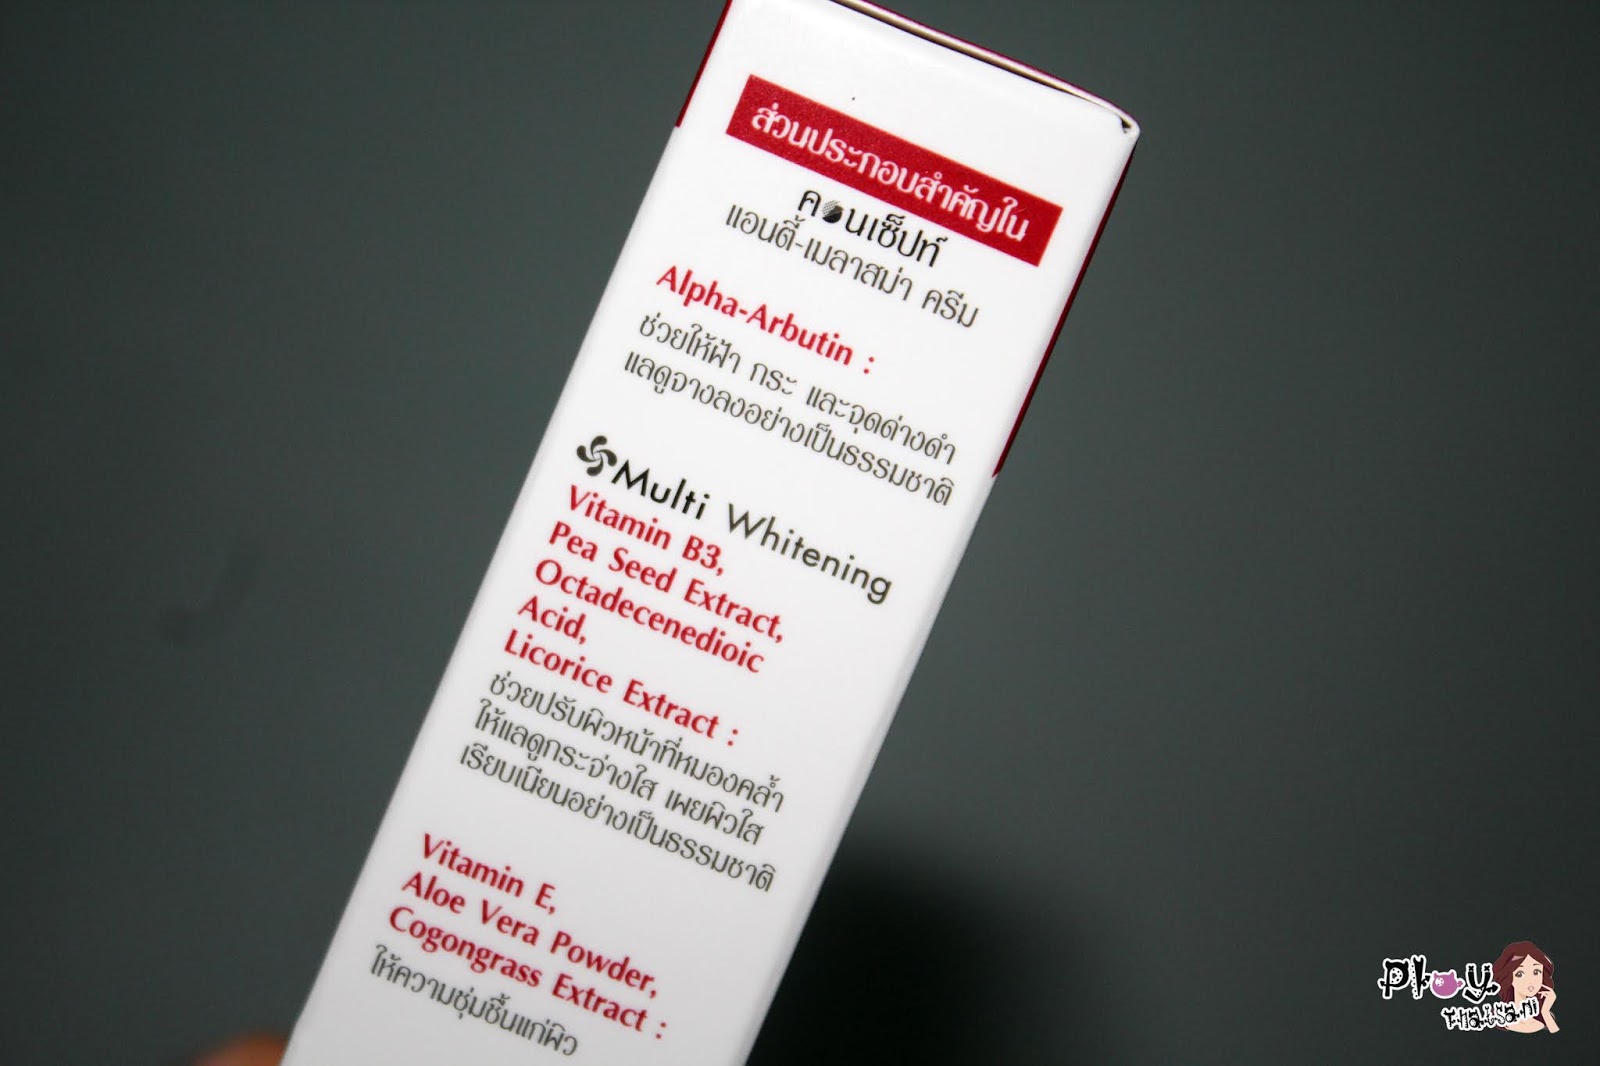 ส่วนประกอบสำคัญใน
คอนเซ็ปท์
แอนตี้-เมลาสม่า ครีม
Alpha-Arbutin :
ช่วยให้ฝ้า กระ และจุดด่างดำ
แลดูจางลงอย่างเป็นธรรมชาติ
Multi Whitening
Vitamin B3,
Pea Seed Extract,
Octadecenedioic
Acid,
Licorice Extract :
ช่วยปรับผิวหน้าที่หมองคล้ำ
ให้แลดูกระจ่างใส เผยผิวใส
เรียบเนียนอย่างเป็นธรรมชาติ
Vitamin E,
Aloe Vera Powder,
Cogongrass Extract :
ให้ความชุ่มชื้นแก่ผิว
Ploy
thaisani